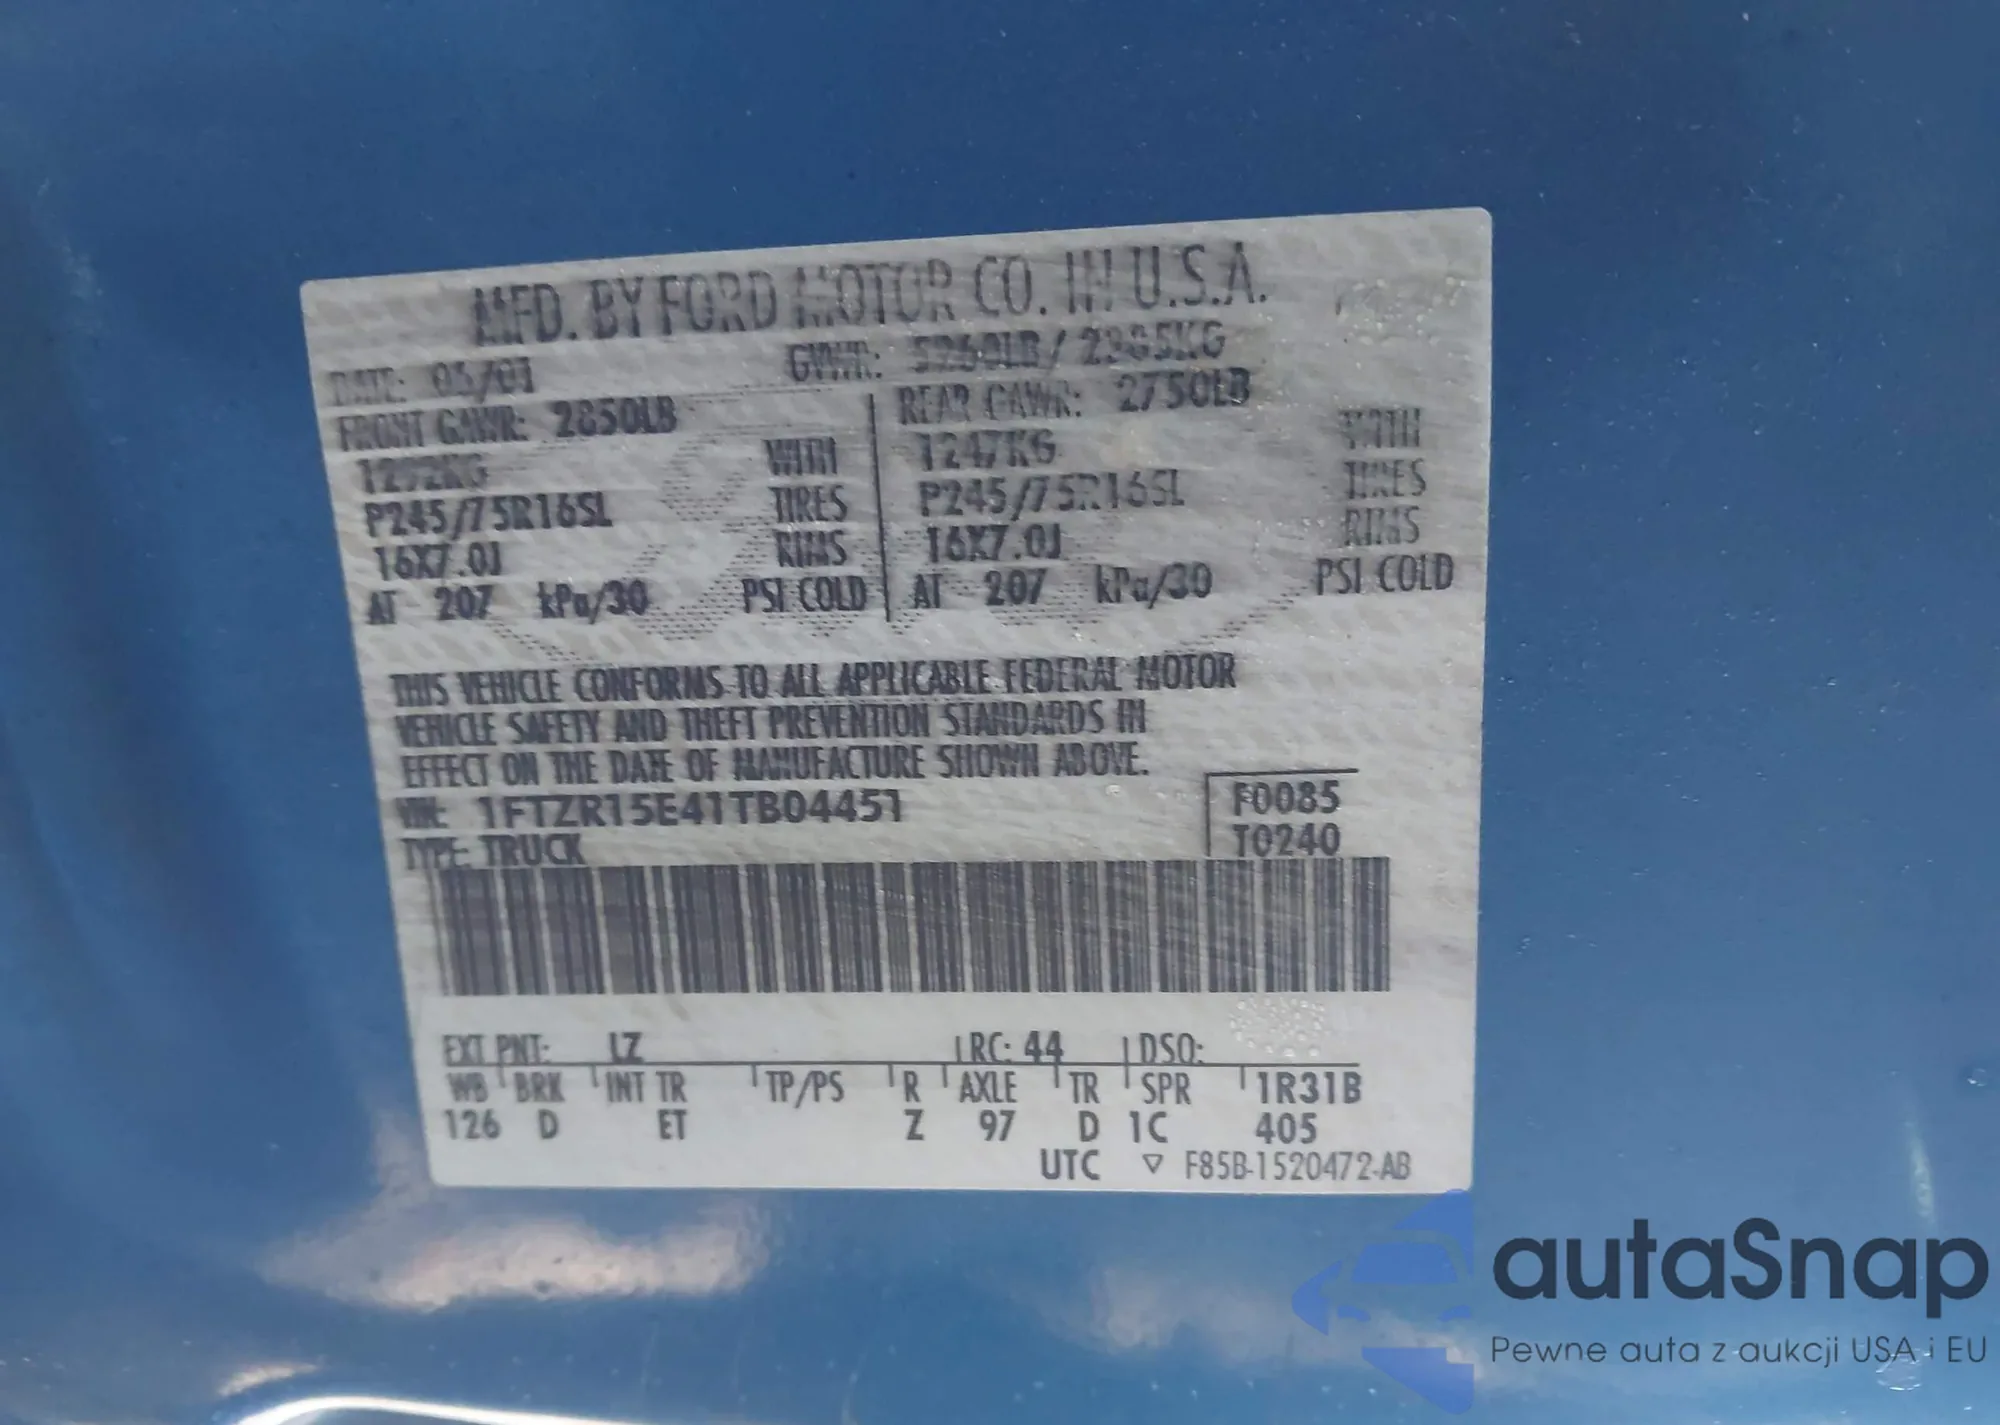 MFD. BY FORD MOTOR CO. IN U.S.A.
DATE: /01 GVWR: LB / KG
FRONT GAWR: 2850LB REAR GAWR: 2750LB
1292KG WITH 1247KG WITH
P245/75R16SL TIRES P245/75R16SL TIRES
16X7.0J RIMS 16X7.0J RIMS
AT 207 kPa/30 PSI COLD AT 207 kPa/30 PSI COLD
THIS VEHICLE CONFORMS TO ALL APPLICABLE FEDERAL MOTOR
VEHICLE SAFETY AND THEFT PREVENTION STANDARDS IN
EFFECT ON THE DATE OF MANUFACTURE SHOWN ABOVE.
VIN: 1FTZR15E41TB04451 F0085
TYPE: TRUCK T0240
EXT PNT: LZ RC: 44 DSO:
WB BRK INT TR TP/PS R AXLE TR SPR 1R31B
126 D ET Z 97 D 1C 405
UTC ▽ F85B-1520472-AB
autaSnap
Pewne auta z aukcji USA i EU